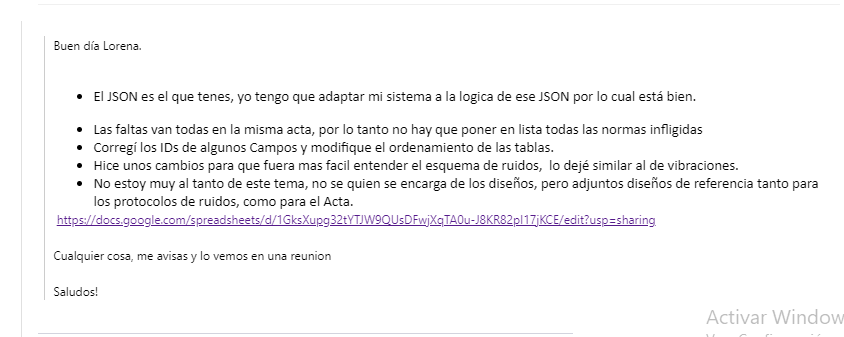 Buen día Lorena.
El JSON es el que tenes, yo tengo que adaptar mi sistema a la logica de ese JSON por lo cual está bien.
Las faltas van todas en la misma acta, por lo tanto no hay que poner en lista todas las normas infligidas
Corregí los IDs de algunos Campos y modifique el ordenamiento de las tablas.
Hice unos cambios para que fuera mas facil entender el esquema de ruidos, lo dejé similar al de vibraciones.
No estoy muy al tanto de este tema, no se quien se encarga de los diseños, pero adjuntos diseños de referencia tanto para
los protocolos de ruidos, como para el Acta.
https://docs.google.com/spreadsheets/d/1GksXupg32tYTJW9QUsDFwjXqTA0u-J8KR82pI17jKCE/edit?usp=sharing
Cualquier cosa, me avisas y lo vemos en una reunion
Saludos!
Activar Window